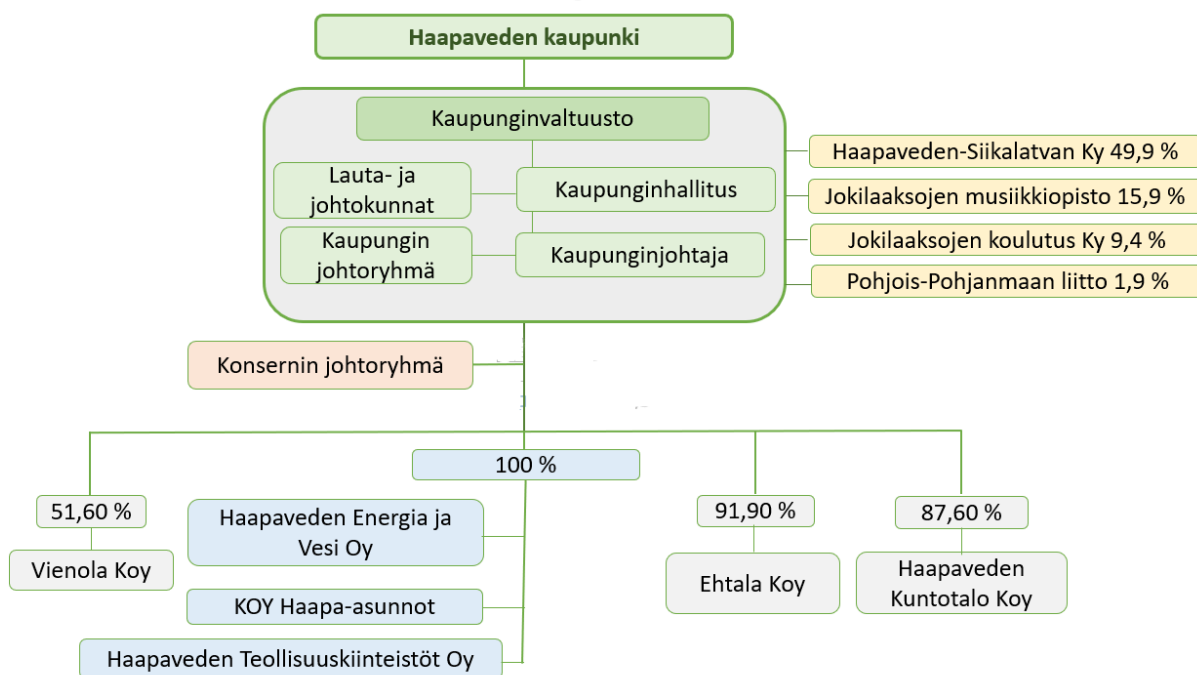 Haapaveden kaupunki
Kaupunginvaltuusto
Lauta- ja
johtokunnat
Kaupunginhallitus
Kaupungin
johtoryhmä
Kaupunginjohtaja
Haapaveden-Siikalatvan Ky 49,9 %
Jokilaaksojen musiikkiopisto 15,9 %
Jokilaaksojen koulutus Ky 9,4 %
Pohjois-Pohjanmaan liitto 1,9 %
Konsernin johtoryhmä
51,60 %
Vienola Koy
100 %
Haapaveden Energia ja
Vesi Oy
KOY Haapa-asunnot
Haapaveden Teollisuuskiinteistöt Oy
91,90 %
Ehtala Koy
87,60 %
Haapaveden
Kuntotalo Koy